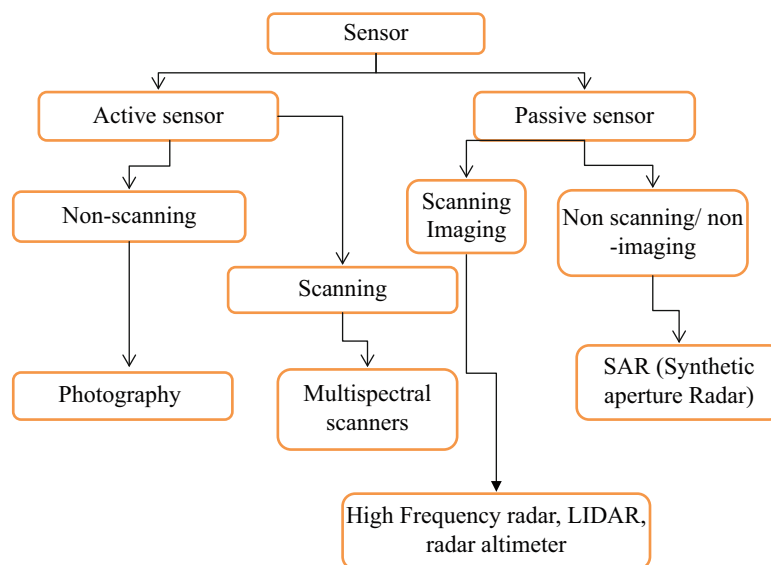 Sensor
Active sensor
Passive sensor
Non-scanning
Scanning
Imaging
Non scanning/ non
-imaging
Scanning
Photography
Multispectral
scanners
SAR (Synthetic
aperture Radar)
High Frequency radar, LIDAR,
radar altimeter